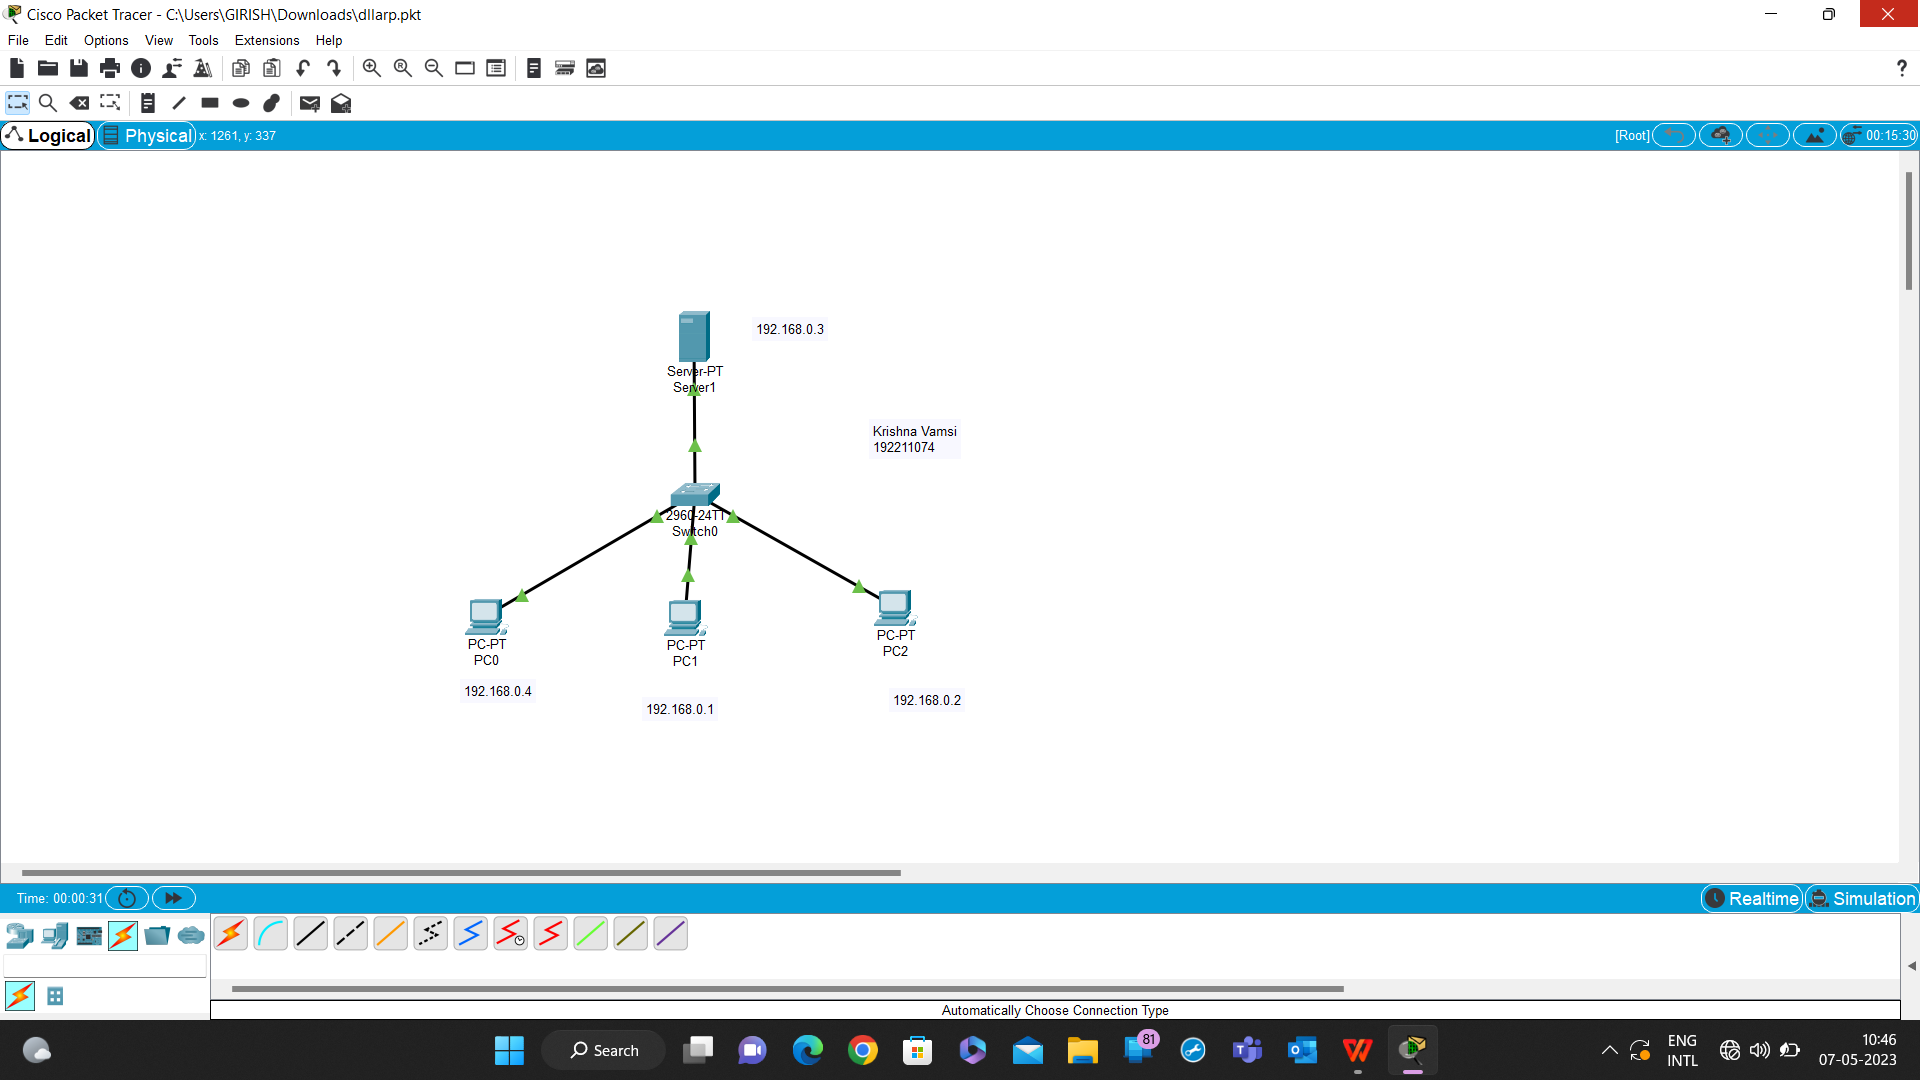 Cisco Packet Tracer - C:\Users\GIRISH\Downloads\dllarp.pkt
File Edit Options View Tools Extensions Help
?
Logical Physical x: 1261, y: 337 [Root] 00:15:30
192.168.0.3
Server-PT
Server1
Krishna Vamsi
192211074
2960-24TT
Switch0
PC-PT
PC0
PC-PT
PC1
PC-PT
PC2
192.168.0.4
192.168.0.1
192.168.0.2
Time: 00:00:31 Realtime Simulation
Automatically Choose Connection Type
Search
81
ENG
INTL
10:46
07-05-2023